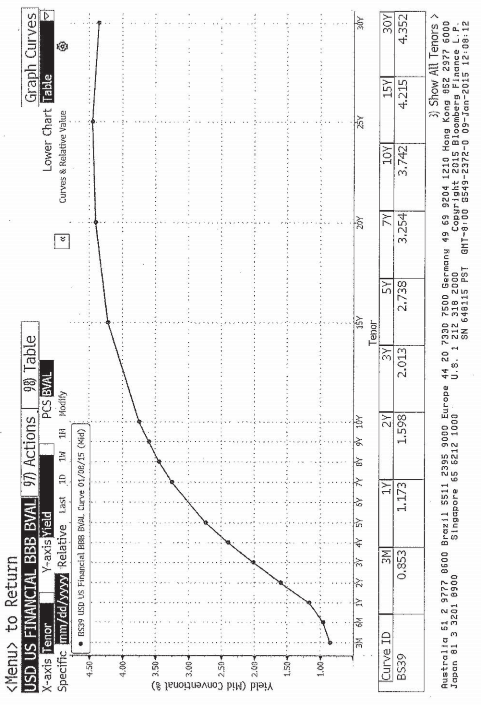 <Menu> to Return
USD US FINANCIAL BBB BVAL 97) Actions 98) Table Graph Curves
X-axis Tenor Y-axis Yield PCS BVAL Lower Chart Table
Specific mm/dd/yyyy Relative Last 1D 1W 1M Modify « Curves & Relative Value
BS39 USD US Financial BBB BVAL Curve 01/08/15 (Mid)
4.50
4.00
3.50
3.00
2.50
2.00
1.50
1.00
Yield (Mid Conventional %)
3M 6M 1Y 2Y 3Y 4Y 5Y 6Y 7Y 8Y 9Y 10Y 15Y 20Y 25Y 30Y
Tenor
Curve ID 3M 1Y 2Y 3Y 5Y 7Y 10Y 15Y 30Y
BS39 0.853 1.173 1.598 2.013 2.738 3.254 3.742 4.215 4.352
3) Show All Tenors >
Australia 61 2 9777 8600 Brazil 5511 2395 9000 Europe 44 20 7330 7500 Germany 49 69 9204 1210 Hong Kong 852 2977 6000
Japan 81 3 3201 8900 Singapore 65 6212 1000 U.S. 1 212 318 2000 Copyright 2015 Bloomberg Finance L.P.
SN 648115 PST GMT-8:00 G549-2372-0 09-Jan-2015 12:08:12